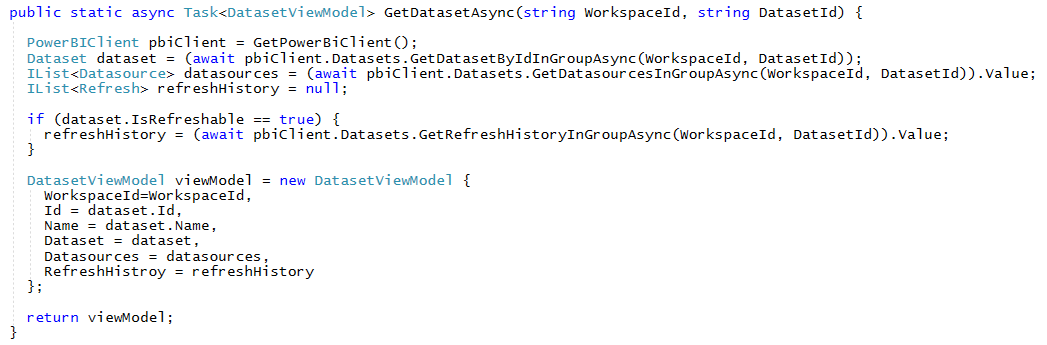 public static async Task<DatasetViewModel> GetDatasetAsync(string WorkspaceId, string DatasetId) {
PowerBIClient pbiClient = GetPowerBiClient();
Dataset dataset = (await pbiClient.Datasets.GetDatasetByIdInGroupAsync(WorkspaceId, DatasetId));
IList<Datasource> datasources = (await pbiClient.Datasets.GetDatasourcesInGroupAsync(WorkspaceId, DatasetId)).Value;
IList<Refresh> refreshHistory = null;
if (dataset.IsRefreshable == true) {
refreshHistory = (await pbiClient.Datasets.GetRefreshHistoryInGroupAsync(WorkspaceId, DatasetId)).Value;
}
DatasetViewModel viewModel = new DatasetViewModel {
WorkspaceId=WorkspaceId,
Id = dataset.Id,
Name = dataset.Name,
Dataset = dataset,
Datasources = datasources,
RefreshHistroy = refreshHistory
};
return viewModel;
}